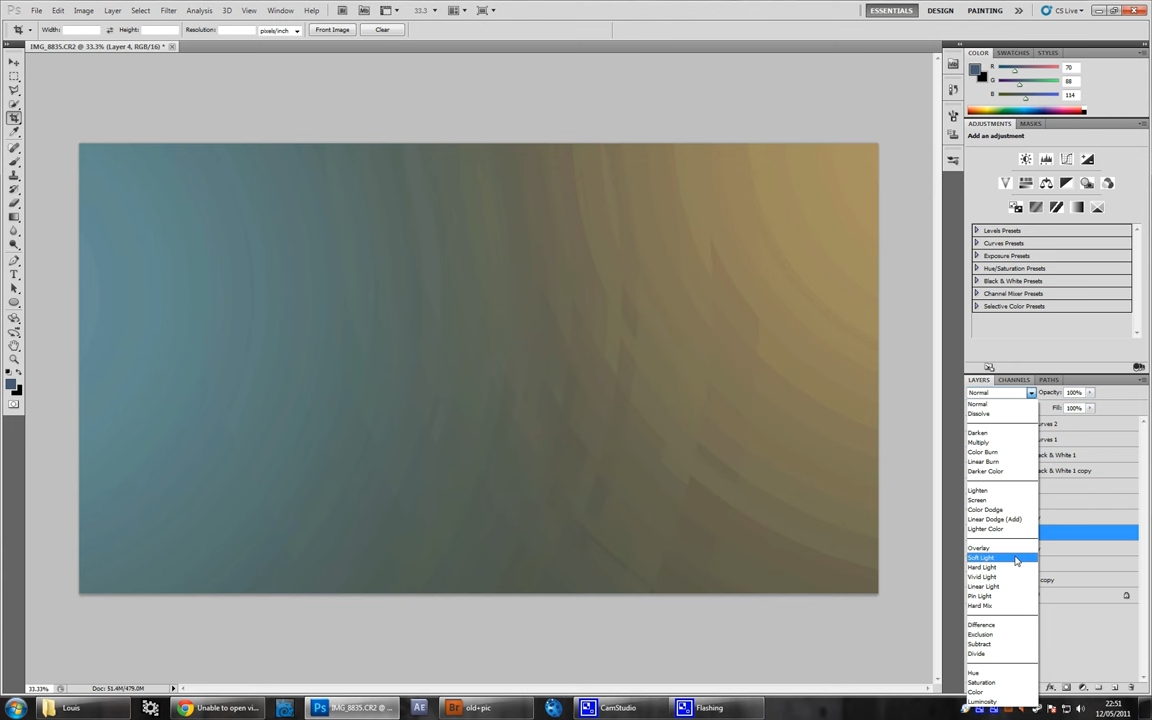 Ps File Edit Image Layer Select Filter Analysis 3D View Window Help Br Mb 33.3 ESSENTIALS DESIGN PAINTING CS Live
Width: Height: Resolution: pixels/inch Front Image Clear
IMG_8835.CR2 @ 33.3% (Layer 4, RGB/16) *
COLOR SWATCHES STYLES
R 70
G 88
B 114
ADJUSTMENTS MASKS
Add an adjustment
Levels Presets
Curves Presets
Exposure Presets
Hue/Saturation Presets
Black & White Presets
Channel Mixer Presets
Selective Color Presets
LAYERS CHANNELS PATHS
Normal Opacity: 100%
Normal Fill: 100%
Dissolve
urves 2
Darken
urves 1
Multiply
Color Burn
ack & White 1
Linear Burn
Darker Color ack & White 1 copy
Lighten
Screen
Color Dodge
Linear Dodge (Add)
Lighter Color
Overlay
Soft Light
Hard Light
Vivid Light
copy
Linear Light
Pin Light
Hard Mix
Difference
Exclusion
Subtract
Divide
Hue
Saturation
Color
Luminosity
33.33% Doc: 51.4M/479.0M
Louis Unable to open vi... Ps IMG_8835.CR2 @ ... AE Br old+pic CamStudio Flashing 22:51
12/05/2011